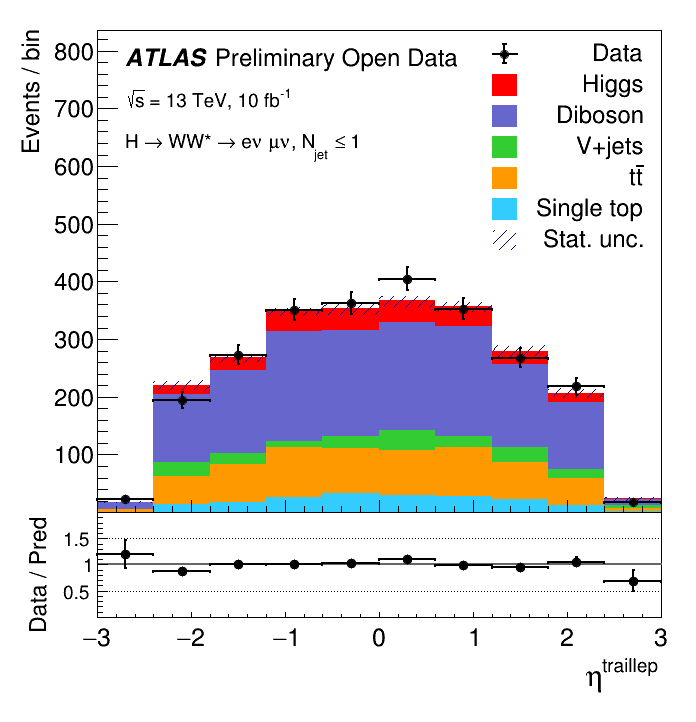 ATLAS Preliminary Open Data
√s = 13 TeV, 10 fb⁻¹
H → WW* → eν μν, N_jet ≤ 1
Data
Higgs
Diboson
V+jets
tt̄
Single top
Stat. unc.
Events / bin
800
700
600
500
400
300
200
100
Data / Pred
1.5
1
0.5
−3 −2 −1 0 1 2 3
η^traillep